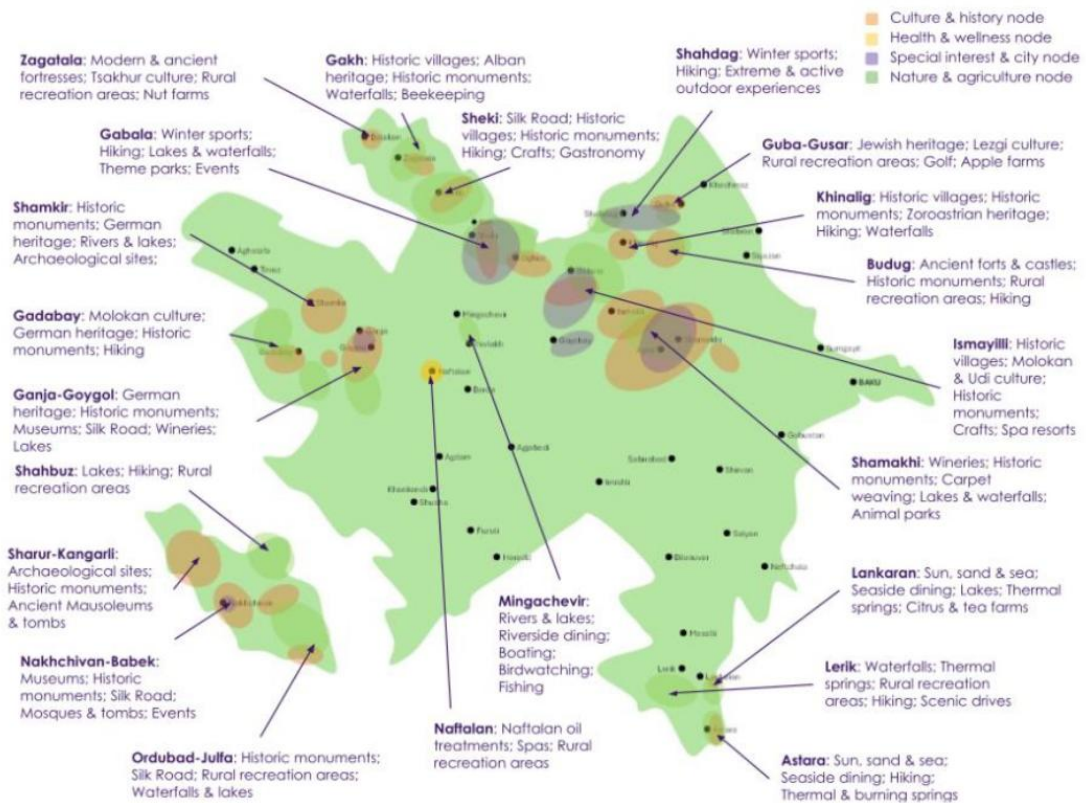 Culture & history node
Health & wellness node
Special interest & city node
Nature & agriculture node
Zagatala: Modern & ancient
fortresses; Tsakhur culture; Rural
recreation areas; Nut farms
Gakh: Historic villages; Alban
heritage; Historic monuments;
Waterfalls; Beekeeping
Shahdag: Winter sports;
Hiking; Extreme & active
outdoor experiences
Gabala: Winter sports;
Hiking; Lakes & waterfalls;
Theme parks; Events
Sheki: Silk Road; Historic
villages; Historic monuments;
Hiking; Crafts; Gastronomy
Guba-Gusar: Jewish heritage; Lezgi culture;
Rural recreation areas; Golf; Apple farms
Shamkir: Historic
monuments; German
heritage; Rivers & lakes;
Archaeological sites;
Khinalig: Historic villages; Historic
monuments; Zoroastrian heritage;
Hiking; Waterfalls
Budug: Ancient forts & castles;
Historic monuments; Rural
recreation areas; Hiking
Gadabay: Molokan culture;
German heritage; Historic
monuments; Hiking
Ismayilli: Historic
villages; Molokan
& Udi culture;
Historic
monuments;
Crafts; Spa resorts
Ganja-Goygol: German
heritage; Historic monuments;
Museums; Silk Road; Wineries;
Lakes
Shahbuz: Lakes; Hiking; Rural
recreation areas
Shamakhi: Wineries; Historic
monuments; Carpet
weaving; Lakes & waterfalls;
Animal parks
Sharur-Kangarli:
Archaeological sites;
Historic monuments;
Ancient Mausoleums
& tombs
Lankaran: Sun, sand & sea;
Seaside dining; Lakes; Thermal
springs; Citrus & tea farms
Mingachevir:
Rivers & lakes;
Riverside dining;
Boating;
Birdwatching;
Fishing
Nakhchivan-Babek:
Museums; Historic
monuments; Silk Road;
Mosques & tombs; Events
Lerik: Waterfalls; Thermal
springs; Rural recreation
areas; Hiking; Scenic drives
Naftalan: Naftalan oil
treatments; Spas; Rural
recreation areas
Ordubad-Julfa: Historic monuments;
Silk Road; Rural recreation areas;
Waterfalls & lakes
Astara: Sun, sand & sea;
Seaside dining; Hiking;
Thermal & burning springs
Mingachevir
Naftalan
BAKU
Gobustan
Shirvan
Salyan
Neftchala
Lerik